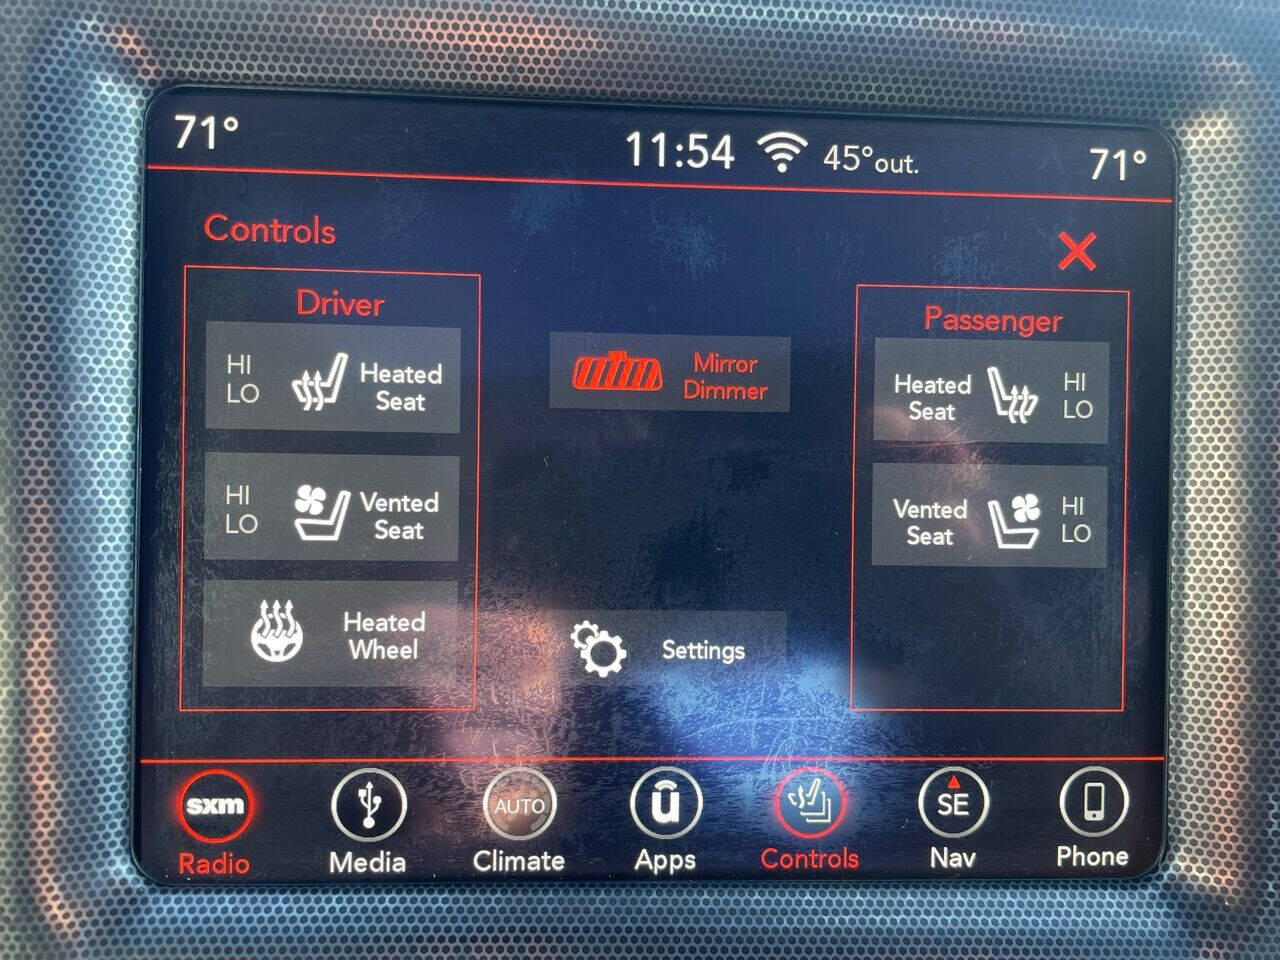 71° 11:54 45°out. 71°
Controls
Driver
HI
LO
Heated
Seat
HI
LO
Vented
Seat
Heated
Wheel
Mirror
Dimmer
Settings
Passenger
Heated
Seat
HI
LO
Vented
Seat
HI
LO
sxm
Radio
Media
AUTO
Climate
u
Apps
Controls
SE
Nav
Phone